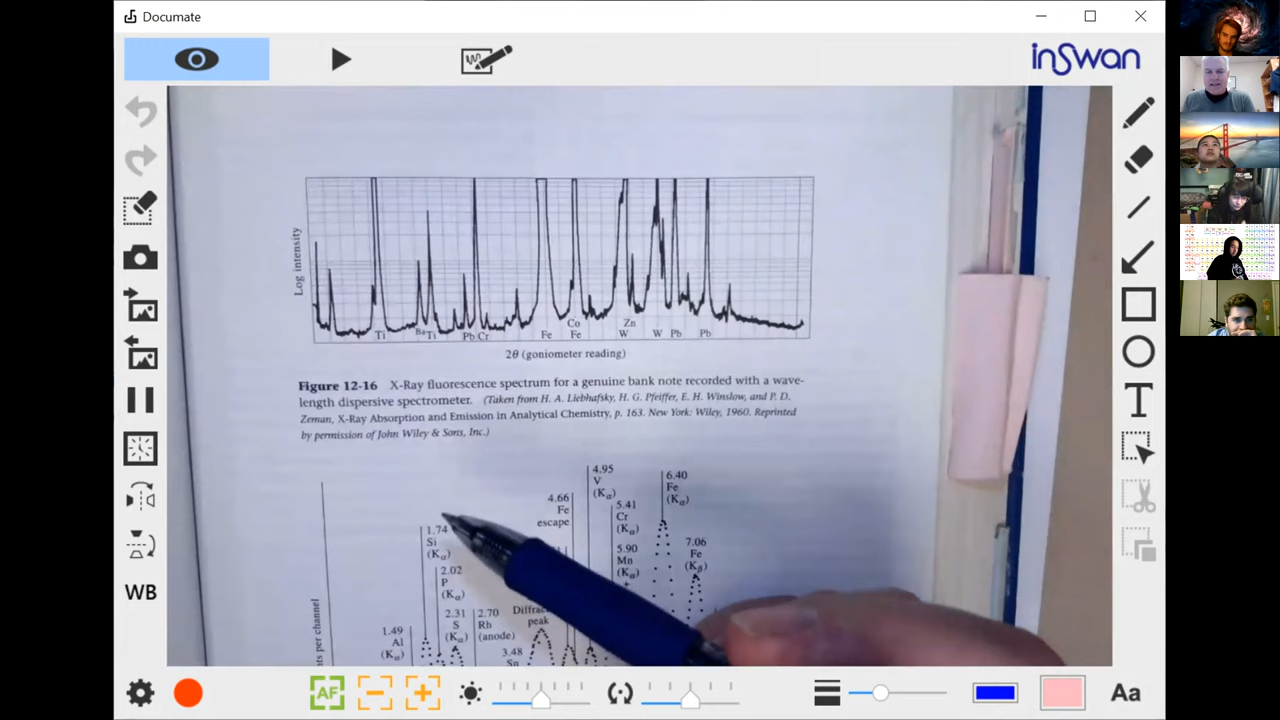 Documate
inswan
WB
Log intensity
Ti
Ba Ti
Pb Cr
Fe
Co
Fe
Zn
W
W
Pb
Pb
2θ (goniometer reading)
Figure 12-16 X-Ray fluorescence spectrum for a genuine bank note recorded with a wave-
length dispersive spectrometer. (Taken from H. A. Liebhafsky, H. G. Pfeiffer, E. H. Winslow, and P. D.
Zeman, X-Ray Absorption and Emission in Analytical Chemistry, p. 163. New York: Wiley, 1960. Reprinted
by permission of John Wiley & Sons, Inc.)
4.95
V
(Kα)
6.40
Fe
(Kα)
4.66
Fe
escape
5.41
Cr
(Kα)
1.74
Si
(Kα)
7.06
Fe
(Kβ)
5.90
Mn
(Kα)
+
2.02
P
(Kα)
2.31
S
(Kα)
2.70
Rh
(anode)
peak
1.49
Al
(Kα)
3.48
Sn
per channel
T
AF
Aa